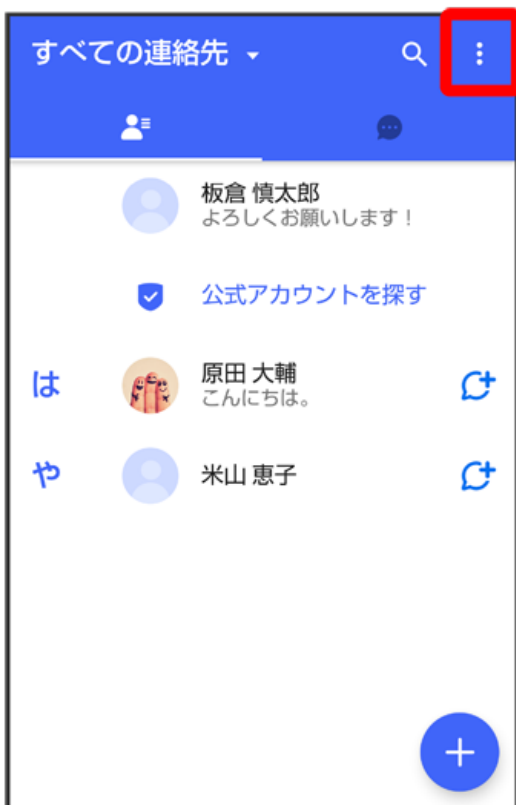 すべての連絡先
板倉 慎太郎
よろしくお願いします！
公式アカウントを探す
は
原田 大輔
こんにちは。
や
米山 恵子